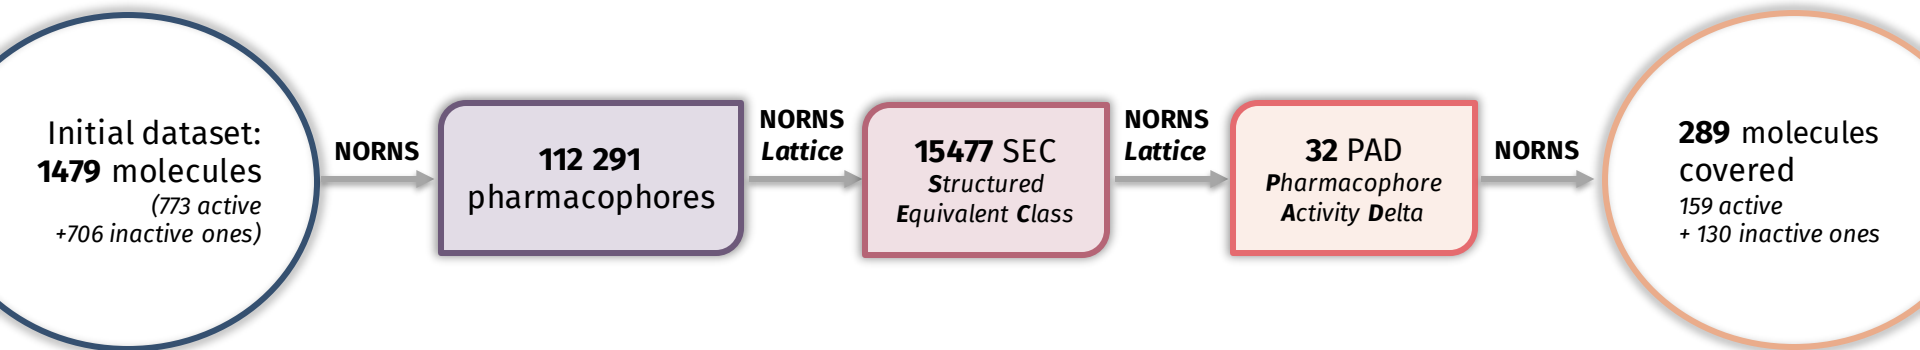 Initial dataset:
1479 molecules
(773 active
+706 inactive ones)
NORNS
112 291
pharmacophores
NORNS
Lattice
15477 SEC
Structured
Equivalent Class
NORNS
Lattice
32 PAD
Pharmacophore
Activity Delta
NORNS
289 molecules
covered
159 active
+ 130 inactive ones